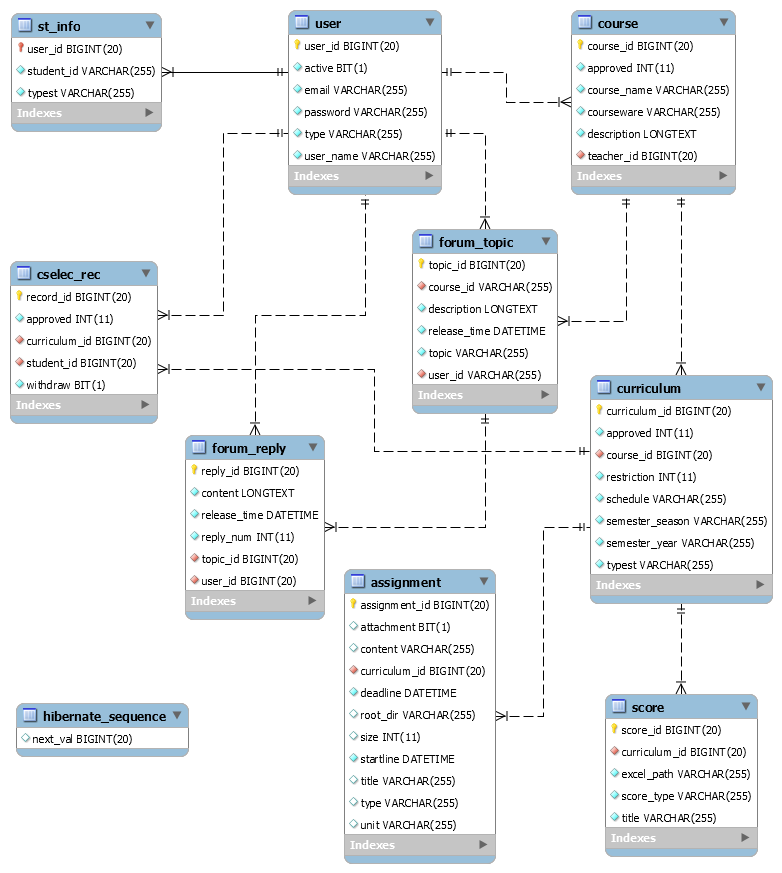 st_info
user_id BIGINT(20)
student_id VARCHAR(255)
typest VARCHAR(255)
Indexes
user
user_id BIGINT(20)
active BIT(1)
email VARCHAR(255)
password VARCHAR(255)
type VARCHAR(255)
user_name VARCHAR(255)
Indexes
course
course_id BIGINT(20)
approved INT(11)
course_name VARCHAR(255)
courseware VARCHAR(255)
description LONGTEXT
teacher_id BIGINT(20)
Indexes
cselec_rec
record_id BIGINT(20)
approved INT(11)
curriculum_id BIGINT(20)
student_id BIGINT(20)
withdraw BIT(1)
Indexes
forum_topic
topic_id BIGINT(20)
course_id VARCHAR(255)
description LONGTEXT
release_time DATETIME
topic VARCHAR(255)
user_id VARCHAR(255)
Indexes
curriculum
curriculum_id BIGINT(20)
approved INT(11)
course_id BIGINT(20)
restriction INT(11)
schedule VARCHAR(255)
semester_season VARCHAR(255)
semester_year VARCHAR(255)
typest VARCHAR(255)
Indexes
forum_reply
reply_id BIGINT(20)
content LONGTEXT
release_time DATETIME
reply_num INT(11)
topic_id BIGINT(20)
user_id BIGINT(20)
Indexes
assignment
assignment_id BIGINT(20)
attachment BIT(1)
content VARCHAR(255)
curriculum_id BIGINT(20)
deadline DATETIME
root_dir VARCHAR(255)
size INT(11)
startline DATETIME
title VARCHAR(255)
type VARCHAR(255)
unit VARCHAR(255)
Indexes
hibernate_sequence
next_val BIGINT(20)
Indexes
score
score_id BIGINT(20)
curriculum_id BIGINT(20)
excel_path VARCHAR(255)
score_type VARCHAR(255)
title VARCHAR(255)
Indexes